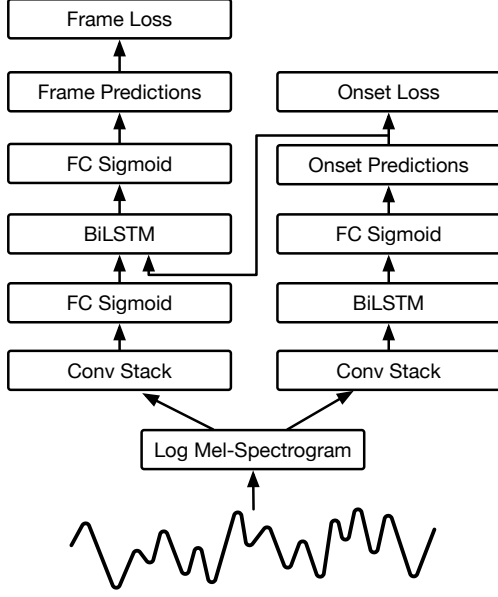 Frame Loss
Frame Predictions
Onset Loss
FC Sigmoid
Onset Predictions
BiLSTM
FC Sigmoid
FC Sigmoid
BiLSTM
Conv Stack
Conv Stack
Log Mel-Spectrogram